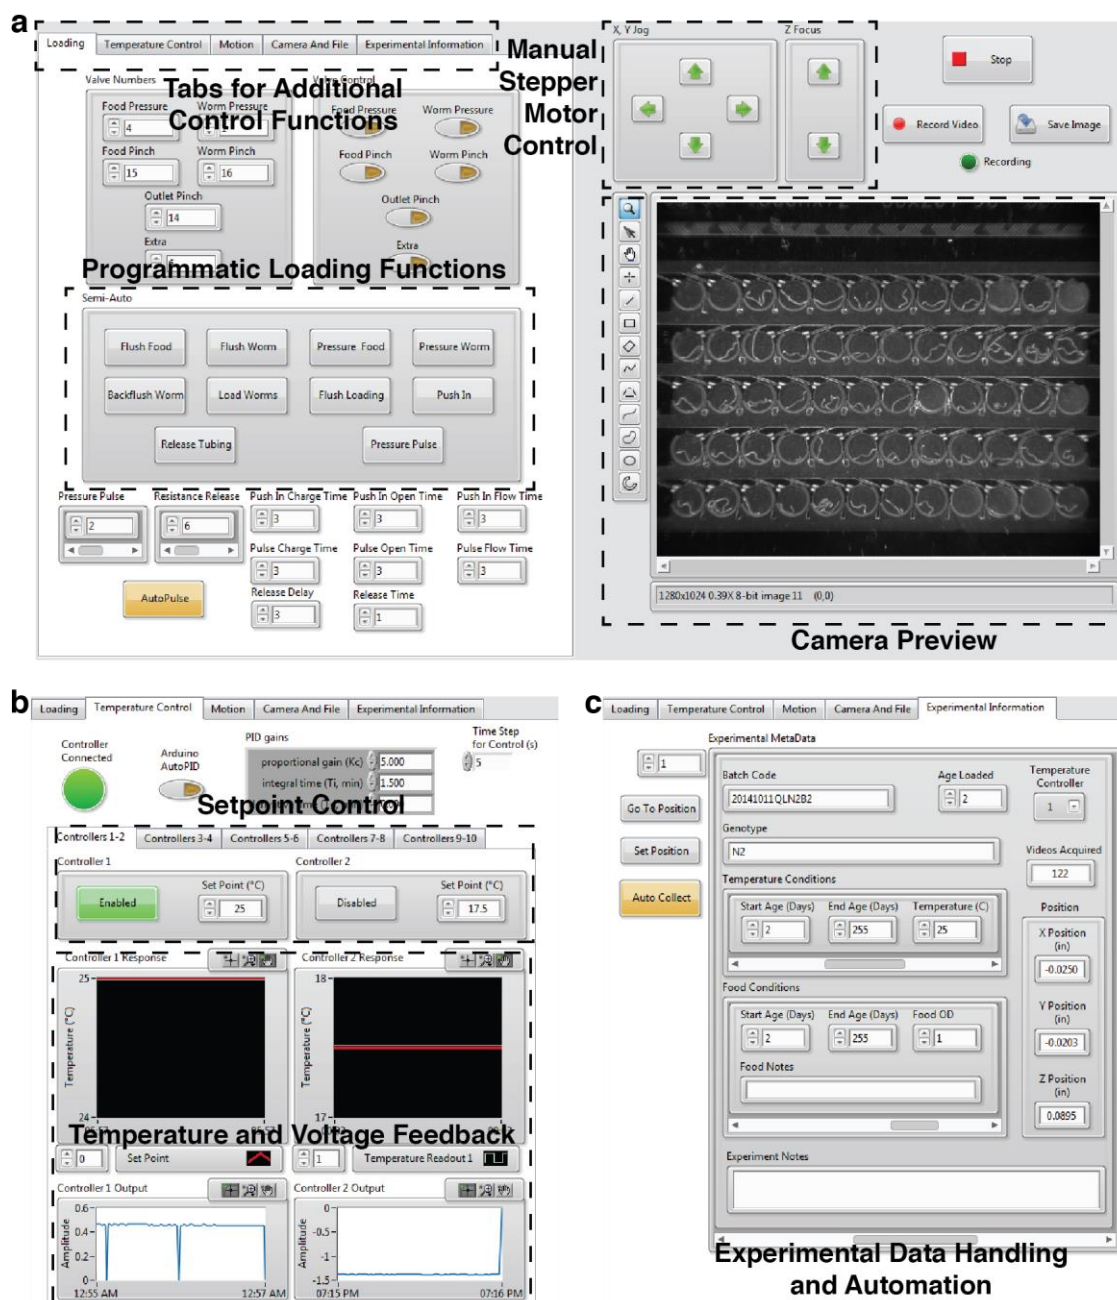 a
Loading Temperature Control Motion Camera And File Experimental Information
Tabs for Additional
Control Functions
Valve Numbers
Food Pressure Worm Pressure
4
Food Pinch Worm Pinch
15 16
Outlet Pinch
14
Extra
Valve Control
Food Pressure Worm Pressure
Food Pinch Worm Pinch
Outlet Pinch
Extra
Programmatic Loading Functions
Semi-Auto
Flush Food Flush Worm Pressure Food Pressure Worm
Backflush Worm Load Worms Flush Loading Push In
Release Tubing Pressure Pulse
Pressure Pulse Resistance Release Push In Charge Time Push In Open Time Push In Flow Time
2 6 3 3 3
Pulse Charge Time Pulse Open Time Pulse Flow Time
3 3 3
AutoPulse
Release Delay Release Time
3 1
Manual
Stepper
Motor
Control
X, Y Jog Z Focus
Stop
Record Video Save Image
Recording
1280x1024 0.39X 8-bit image 11 (0,0)
Camera Preview
b
Loading Temperature Control Motion Camera And File Experimental Information
Controller
Connected
Arduino
AutoPID
PID gains
proportional gain (Kc) 5.000
integral time (Ti, min) 1.500
Time Step
for Control (s)
5
Setpoint Control
Controllers 1-2 Controllers 3-4 Controllers 5-6 Controllers 7-8 Controllers 9-10
Controller 1 Controller 2
Enabled Set Point (°C) 25
Disabled Set Point (°C) 17.5
Controller 1 Response Controller 2 Response
25 18
Temperature (°C) Temperature (°C)
24 17
Temperature and Voltage Feedback
0 Set Point 1 Temperature Readout 1
Controller 1 Output Controller 2 Output
Amplitude
0.6
0.4
0.2
0
12:55 AM 12:57 AM
Amplitude
0
-0.5
-1
-1.5
07:15 PM 07:16 PM
c
Loading Temperature Control Motion Camera And File Experimental Information
1
Go To Position
Set Position
Auto Collect
Experimental MetaData
Batch Code Age Loaded
20141011QLN2B2 2
Genotype
N2
Temperature Conditions
Start Age (Days) End Age (Days) Temperature (C)
2 255 25
Food Conditions
Start Age (Days) End Age (Days) Food OD
2 255 1
Food Notes
Experiment Notes
Temperature
Controller
1
Videos Acquired
122
Position
X Position
(in)
-0.0250
Y Position
(in)
-0.0203
Z Position
(in)
0.0895
Experimental Data Handling
and Automation